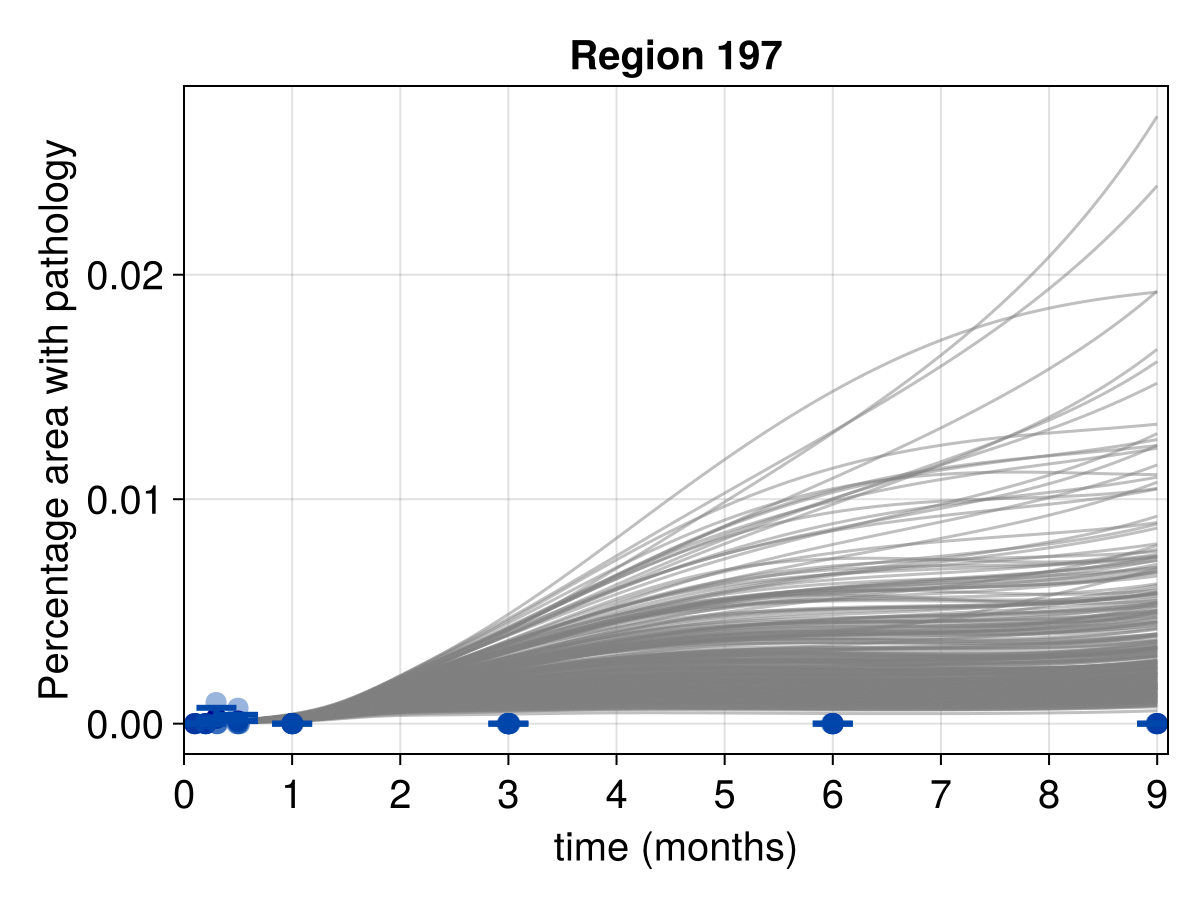 Region 197
Percentage area with pathology
0.02
0.01
0.00
0 1 2 3 4 5 6 7 8 9
time (months)